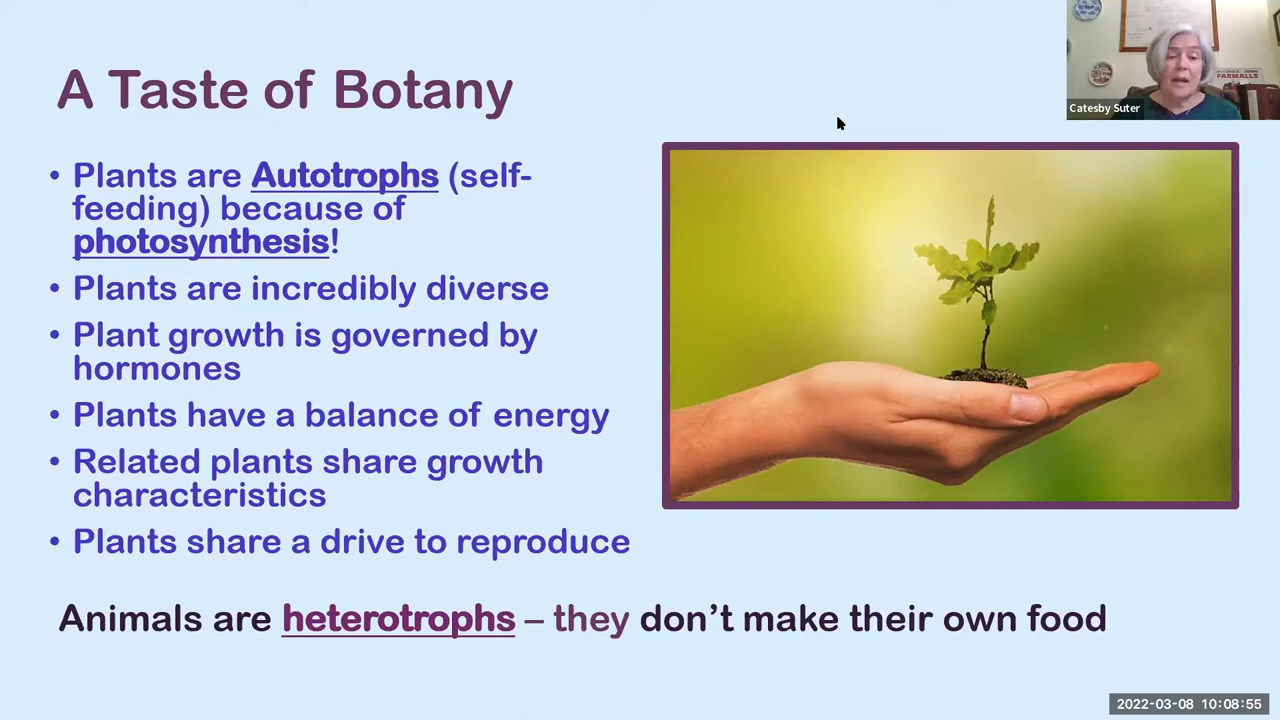 A Taste of Botany
• Plants are Autotrophs (self-
feeding) because of
photosynthesis!
• Plants are incredibly diverse
• Plant growth is governed by
hormones
• Plants have a balance of energy
• Related plants share growth
characteristics
• Plants share a drive to reproduce
Animals are heterotrophs – they don’t make their own food
FARMALLS
Catesby Suter
2022-03-08 10:08:55